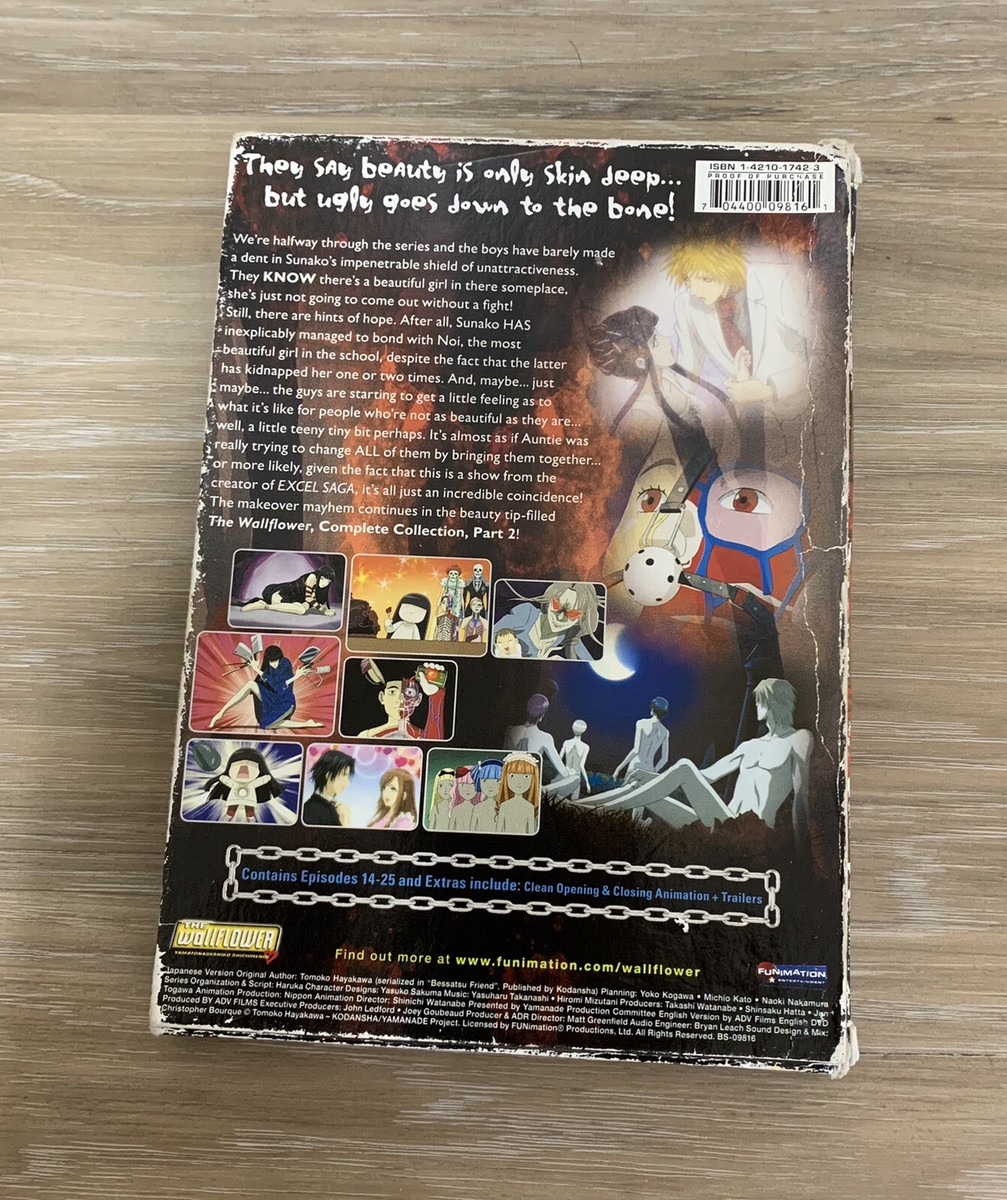 They say beauty is only skin deep...
but ugly goes down to the bone!
ISBN 1-4210-1742-3
PROOF OF PURCHASE
7 04400 09816 1
We're halfway through the series and the boys have barely made
a dent in Sunako's impenetrable shield of unattractiveness.
They KNOW there's a beautiful girl in there someplace,
she's just not going to come out without a fight!
Still, there are hints of hope. After all, Sunako HAS
inexplicably managed to bond with Noi, the most
beautiful girl in the school, despite the fact that the latter
has kidnapped her one or two times. And, maybe... just
maybe... the guys are starting to get a little feeling as to
what it's like for people who're not as beautiful as they are...
well, a little teeny tiny bit perhaps. It's almost as if Auntie was
really trying to change ALL of them by bringing them together...
or more likely, given the fact that this is a show from the
creator of EXCEL SAGA, it's all just an incredible coincidence!
The makeover mayhem continues in the beauty tip-filled
The Wallflower, Complete Collection, Part 2!
Contains Episodes 14-25 and Extras include: Clean Opening & Closing Animation + Trailers
THE
WALLFLOWER
YAMATONADESHIKO SHICHIHENGE
Find out more at www.funimation.com/wallflower
FUNIMATION
ENTERTAINMENT
Japanese Version Original Author: Tomoko Hayakawa (serialized in "Bessatsu Friend", Published by Kodansha) Planning: Yoko Kogawa • Michio Kato • Naoki Nakamura
Series Organization & Script: Haruka Character Designs: Yasuko Sakuma Music: Yasuharu Takanashi • Hiromi Mizutani Producers: Takashi Watanabe • Shinsaku Hatta • Jun
Togawa Animation Production: Nippon Animation Director: Shinichi Watanabe Presented by Yamanade Production Committee English Version by ADV Films English DVD
Produced BY ADV FILMS Executive Producers: John Ledford • Joey Goubeaud Producer & ADR Director: Matt Greenfield Audio Engineer: Bryan Leach Sound Design & Mix:
Christopher Bourque © Tomoko Hayakawa – KODANSHA/YAMANADE Project. Licensed by FUNimation® Productions, Ltd. All Rights Reserved. BS-09816